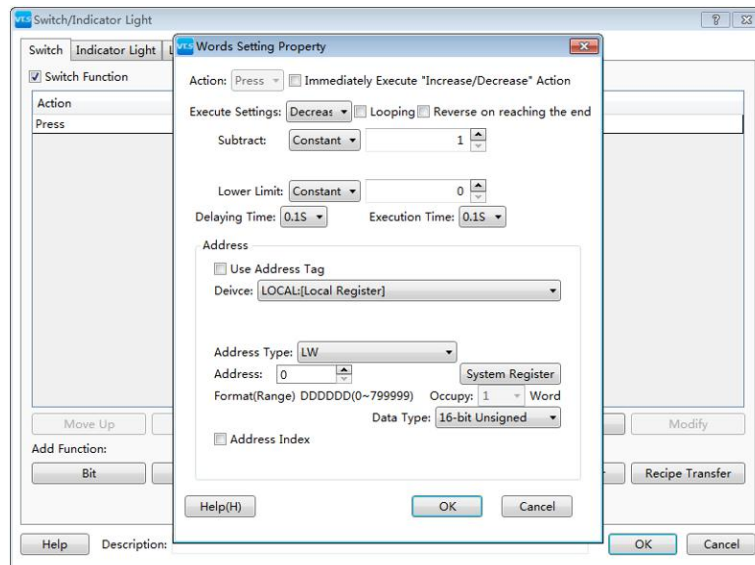 VT.S Switch/Indicator Light
Switch Indicator Light L
Switch Function
Action
Press
VT.S Words Setting Property
Action: Press Immediately Execute "Increase/Decrease" Action
Execute Settings: Decreas Looping Reverse on reaching the end
Subtract: Constant 1
Lower Limit: Constant 0
Delaying Time: 0.1S Execution Time: 0.1S
Address
Use Address Tag
Deivce: LOCAL:[Local Register]
Address Type: LW
Address: 0 System Register
Format(Range) DDDDDD(0~799999) Occupy: 1 Word
Data Type: 16-bit Unsigned
Address Index
Help(H) OK Cancel
Move Up Modify
Add Function:
Bit Recipe Transfer
Help Description: OK Cancel